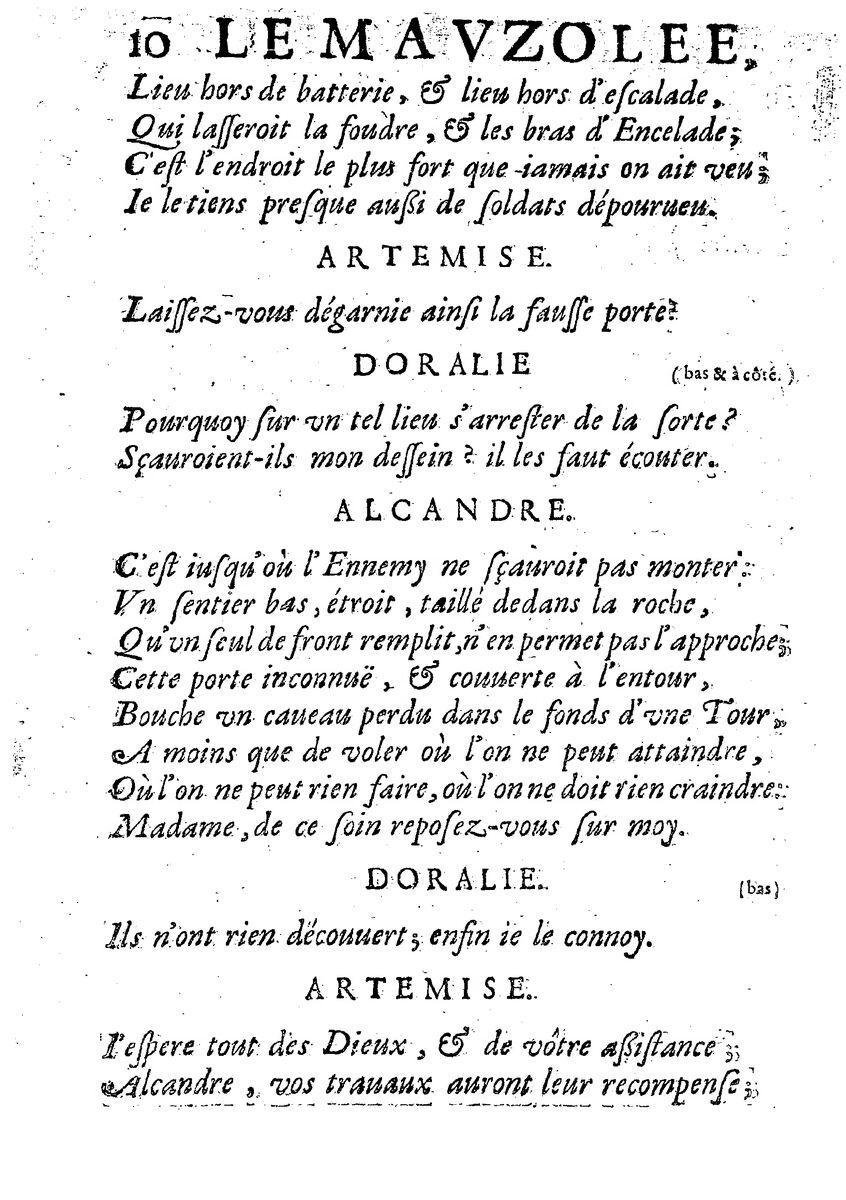 10 LE MAVZOLEE,
Lieu hors de batterie, & lieu hors d'eſcalade,
Qui laſſeroit la foudre, & les bras d'Encelade;
C'eſt l'endroit le plus fort que iamais on ait veu;
Ie le tiens preſque auſſi de ſoldats dépourueu.
ARTEMISE.
Laiſſez-vous dégarnie ainſi la fauſſe porte?
DORALIE (bas & à côté.)
Pourquoy ſur vn tel lieu s'arreſter de la ſorte?
Sçauroient-ils mon deſſein? il les faut écouter.
ALCANDRE.
C'eſt iuſqu'où l'Ennemy ne ſçauroit pas monter:
Vn ſentier bas, étroit, taillé dedans la roche,
Qu'vn ſeul de front remplit, n'en permet pas l'approche;
Cette porte inconnuë, & couuerte à l'entour,
Bouche vn caueau perdu dans le fonds d'vne Tour,
A moins que de voler où l'on ne peut attaindre,
Où l'on ne peut rien faire, où l'on ne doit rien craindre:
Madame, de ce ſoin repoſez-vous ſur moy.
DORALIE. (bas)
Ils n'ont rien découuert; enfin ie le connoy.
ARTEMISE.
I'eſpere tout des Dieux, & de vôtre aſſiſtance;
Alcandre, vos trauaux auront leur recompenſe;